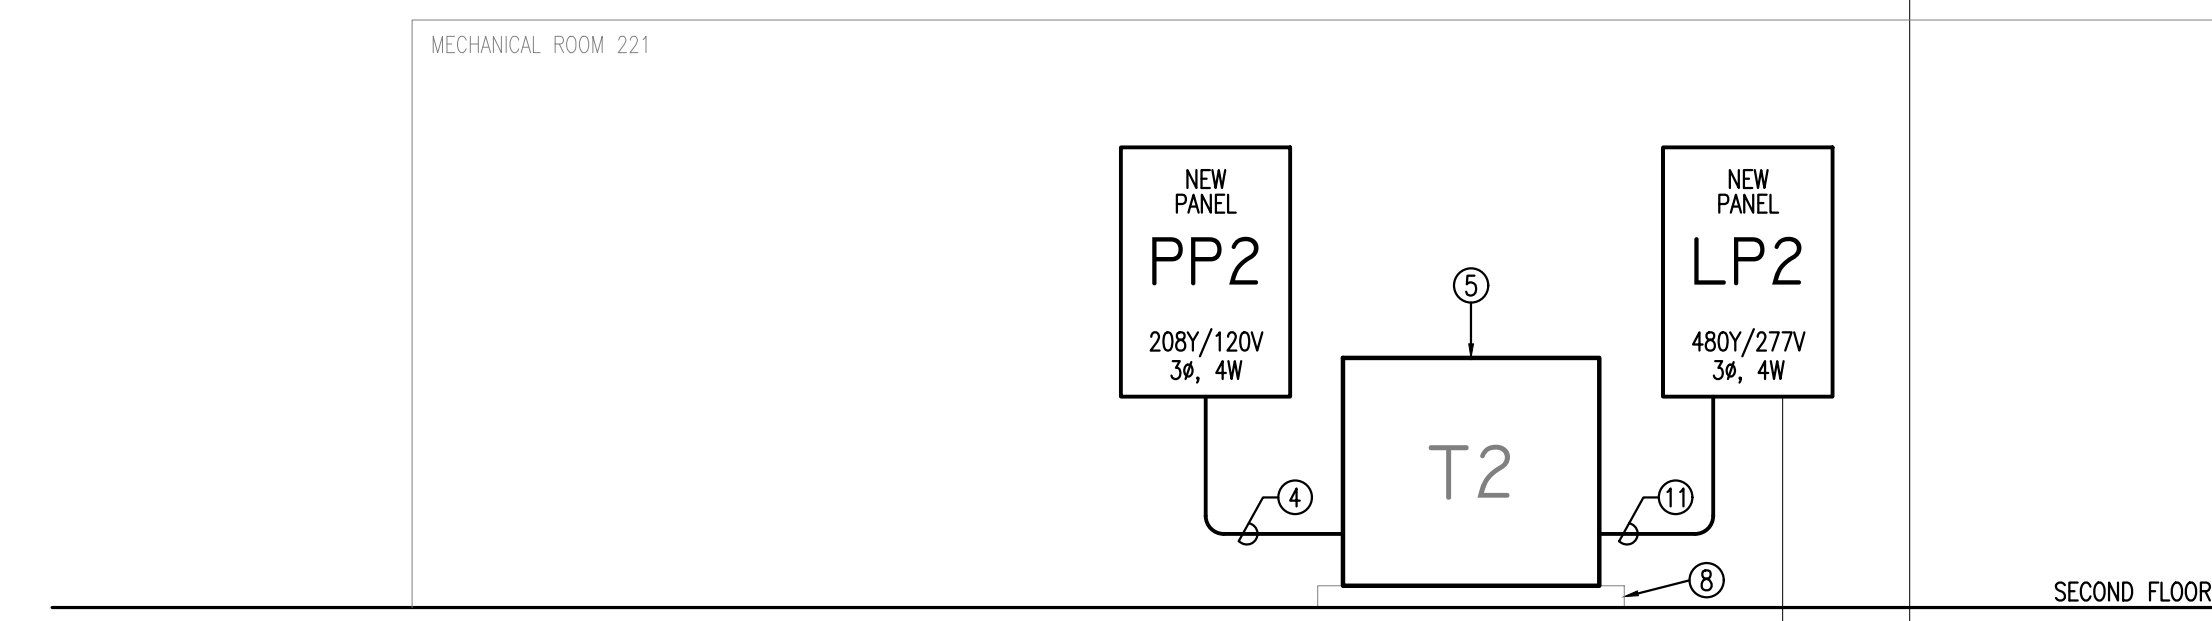 MECHANICAL ROOM 221
NEW
PANEL
PP2
208Y/120V
3ø, 4W
NEW
PANEL
LP2
480Y/277V
3ø, 4W
5
T2
4
11
8
SECOND FLOOR